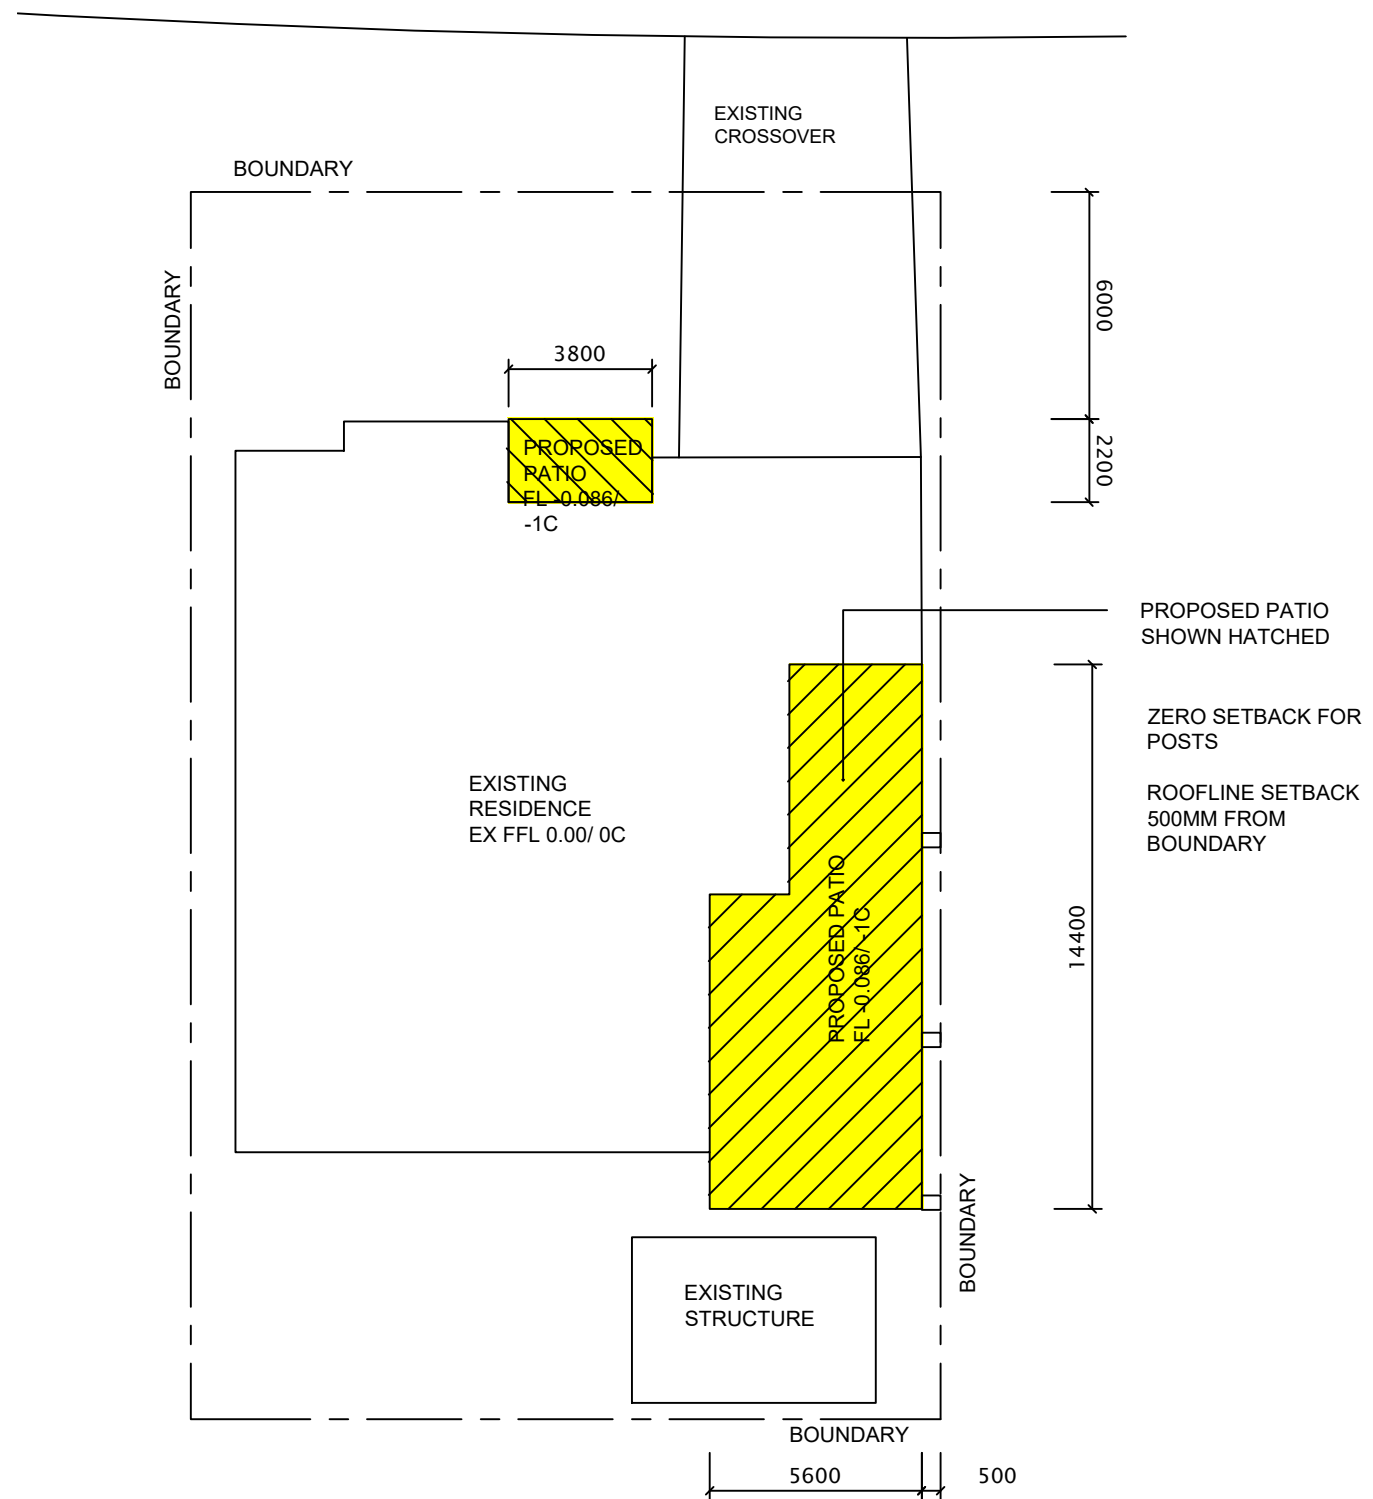 EXISTING
CROSSOVER
BOUNDARY
BOUNDARY
6000
3800
PROPOSED
PATIO
FL -0.086/
-1C
2200
PROPOSED PATIO
SHOWN HATCHED
ZERO SETBACK FOR
POSTS
ROOFLINE SETBACK
500MM FROM
BOUNDARY
EXISTING
RESIDENCE
EX FFL 0.00/ 0C
PROPOSED PATIO
FL -0.086/ -1C
14400
BOUNDARY
EXISTING
STRUCTURE
BOUNDARY
5600
500